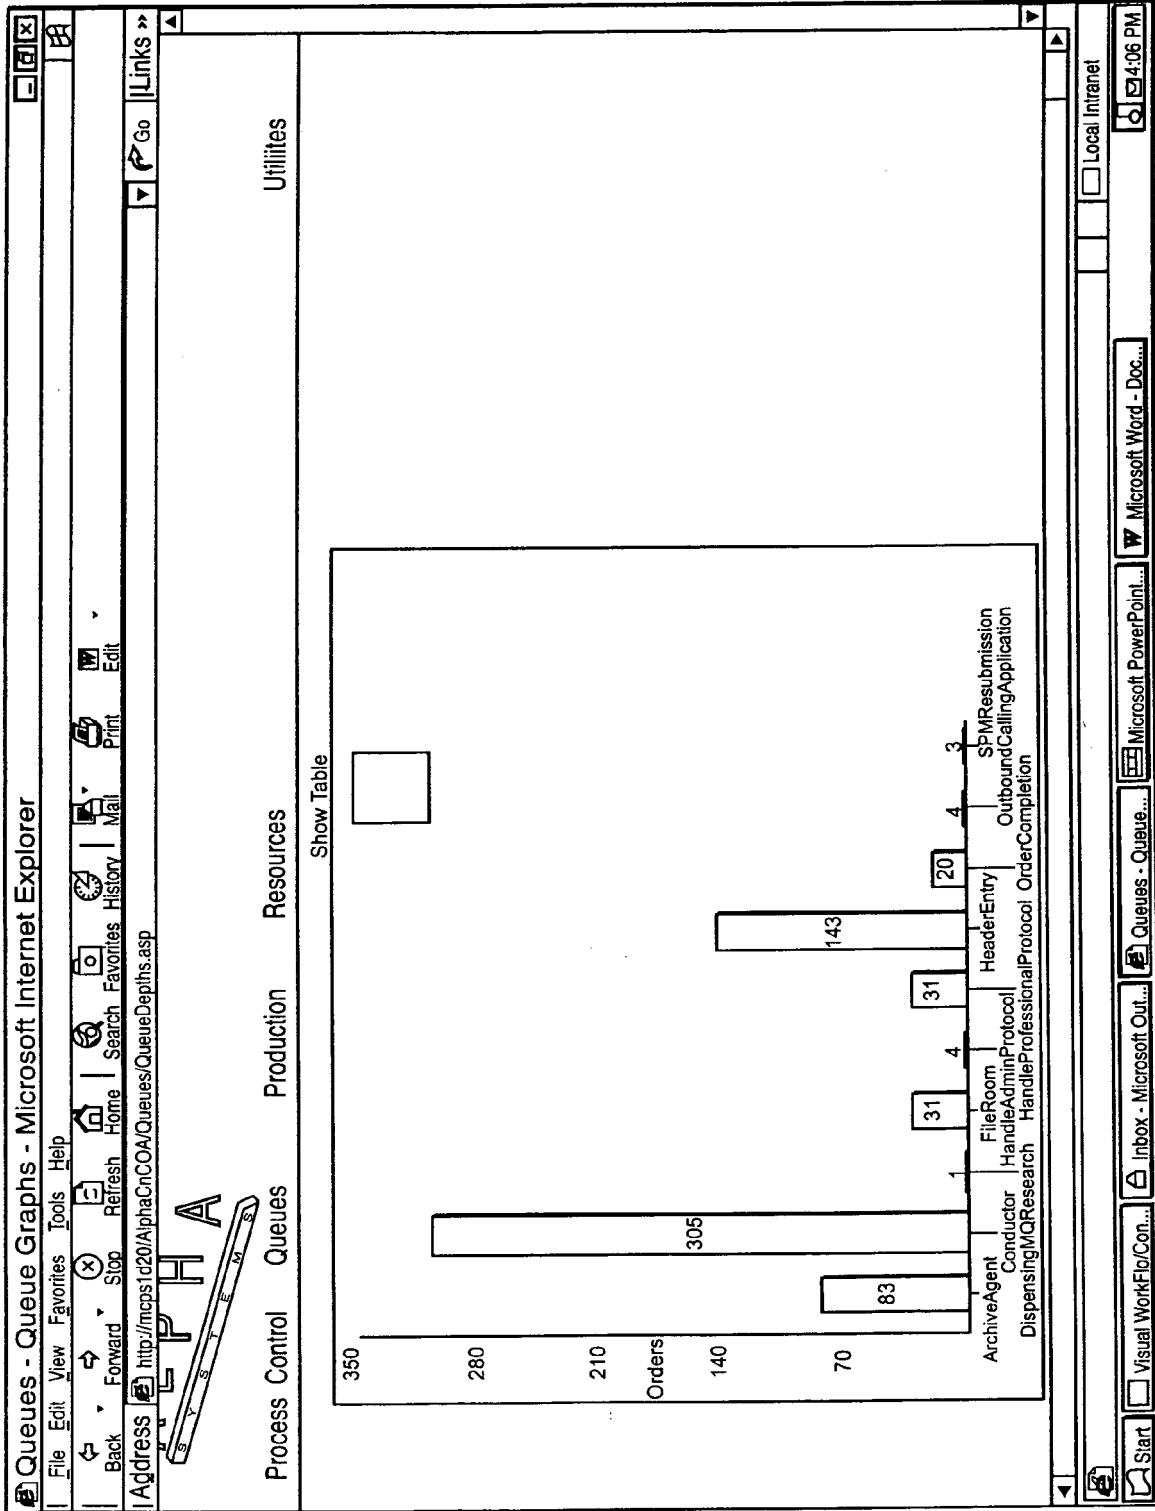 Queues - Queue Graphs - Microsoft Internet Explorer
File Edit View Favorites Tools Help
Back Forward Stop Refresh Home Search Favorites History Mail Print Edit
Address http://mcps1d20/AlphaCnCOA/Queues/QueueDepths.asp Go Links »
A L P H A
SYSTEMS
Process Control Queues Production Resources Utiliites
Show Table
350
280
210
Orders
140
70
83
305
1
31
4
31
143
20
4
3
ArchiveAgent
Conductor
DispensingMQResearch
FileRoom
HandleAdminProtocol
HandleProfessionalProtocol
HeaderEntry
OrderCompletion
OutboundCallingApplication
SPMResubmission
Local Intranet
Start Visual WorkFlo/Con... Inbox - Microsoft Out... Queues - Queue... Microsoft PowerPoint... W Microsoft Word - Doc... 4:06 PM